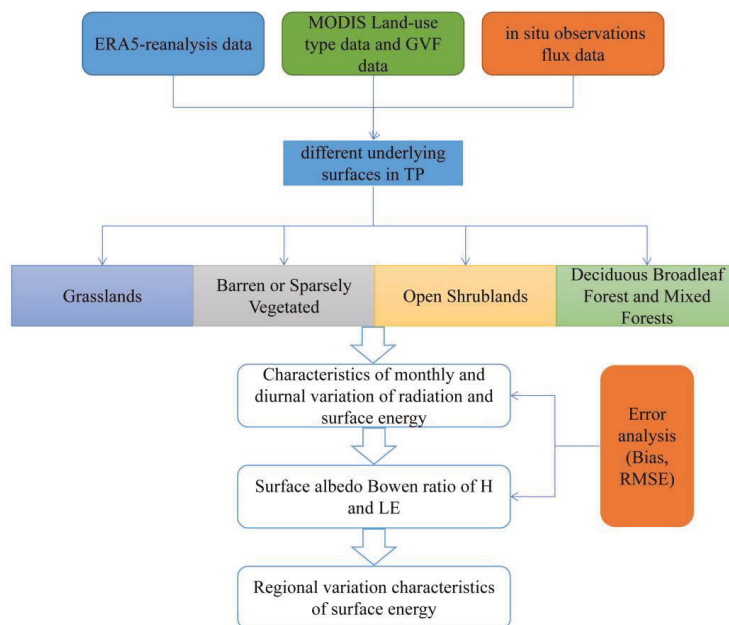 ERA5-reanalysis data
MODIS Land-use
type data and GVF
data
in situ observations
flux data
different underlying
surfaces in TP
Grasslands
Barren or Sparsely
Vegetated
Open Shrublands
Deciduous Broadleaf
Forest and Mixed
Forests
Characteristics of monthly and
diurnal variation of radiation and
surface energy
Error
analysis
(Bias,
RMSE)
Surface albedo Bowen ratio of H
and LE
Regional variation characteristics
of surface energy